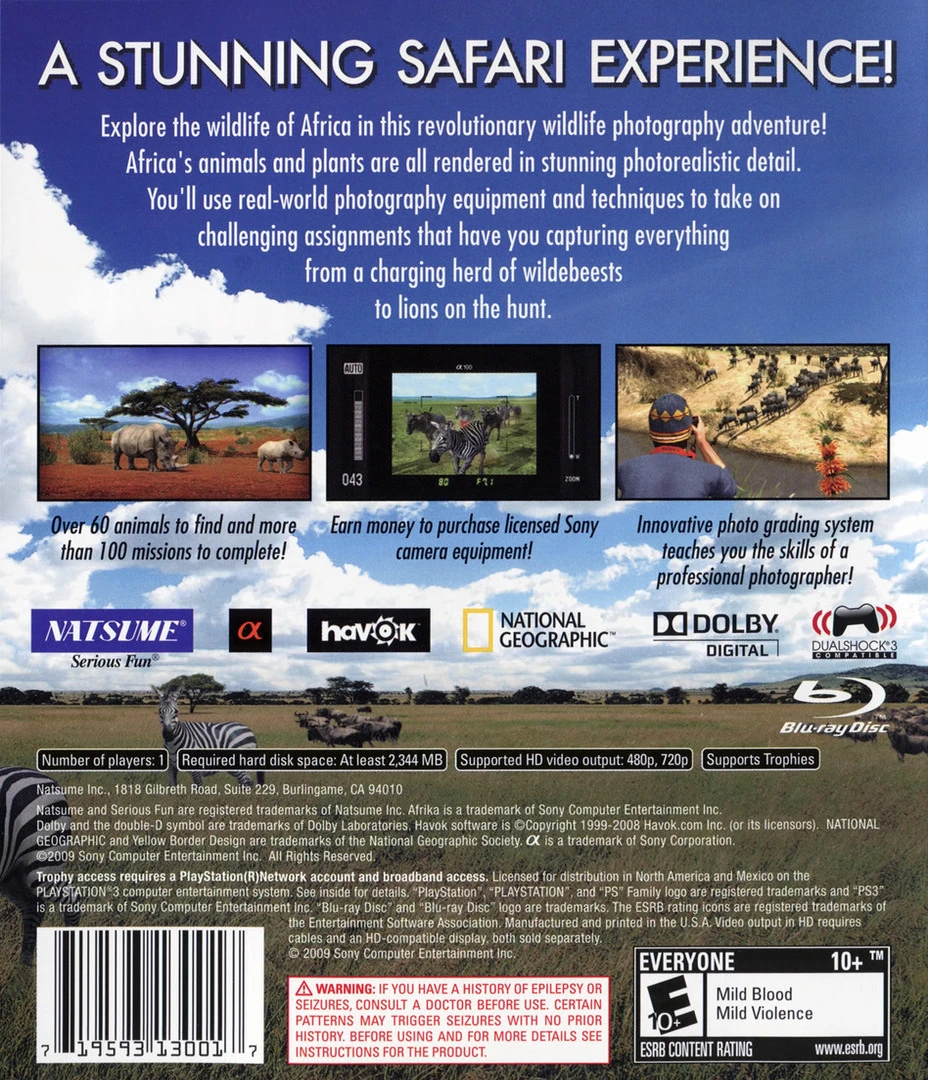 A STUNNING SAFARI EXPERIENCE!
Explore the wildlife of Africa in this revolutionary wildlife photography adventure!
Africa's animals and plants are all rendered in stunning photorealistic detail.
You'll use real-world photography equipment and techniques to take on
challenging assignments that have you capturing everything
from a charging herd of wildebeests
to lions on the hunt.
AUTO
α100
043
80 F7.1
T
W
ZOOM
Over 60 animals to find and more
than 100 missions to complete!
Earn money to purchase licensed Sony
camera equipment!
Innovative photo grading system
teaches you the skills of a
professional photographer!
NATSUME®
Serious Fun®
α
havok
NATIONAL
GEOGRAPHIC™
DOLBY®
DIGITAL
DUALSHOCK®3
COMPATIBLE
Blu-ray Disc™
Number of players: 1
Required hard disk space: At least 2,344 MB
Supported HD video output: 480p, 720p
Supports Trophies
Natsume Inc., 1818 Gilbreth Road, Suite 229, Burlingame, CA 94010
Natsume and Serious Fun are registered trademarks of Natsume Inc. Afrika is a trademark of Sony Computer Entertainment Inc.
Dolby and the double-D symbol are trademarks of Dolby Laboratories. Havok software is ©Copyright 1999-2008 Havok.com Inc. (or its licensors). NATIONAL
GEOGRAPHIC and Yellow Border Design are trademarks of the National Geographic Society. α is a trademark of Sony Corporation.
©2009 Sony Computer Entertainment Inc. All Rights Reserved.
Trophy access requires a PlayStation(R)Network account and broadband access. Licensed for distribution in North America and Mexico on the
PLAYSTATION®3 computer entertainment system. See inside for details. "PlayStation", "PLAYSTATION", and "PS" Family logo are registered trademarks and "PS3"
is a trademark of Sony Computer Entertainment Inc. "Blu-ray Disc" and "Blu-ray Disc" logo are trademarks. The ESRB rating icons are registered trademarks of
the Entertainment Software Association. Manufactured and printed in the U.S.A. Video output in HD requires
cables and an HD-compatible display, both sold separately.
© 2009 Sony Computer Entertainment Inc.
7 19593 13001 7
WARNING: IF YOU HAVE A HISTORY OF EPILEPSY OR
SEIZURES, CONSULT A DOCTOR BEFORE USE. CERTAIN
PATTERNS MAY TRIGGER SEIZURES WITH NO PRIOR
HISTORY. BEFORE USING AND FOR MORE DETAILS SEE
INSTRUCTIONS FOR THE PRODUCT.
EVERYONE 10+ ™
E
10+
Mild Blood
Mild Violence
ESRB CONTENT RATING www.esrb.org